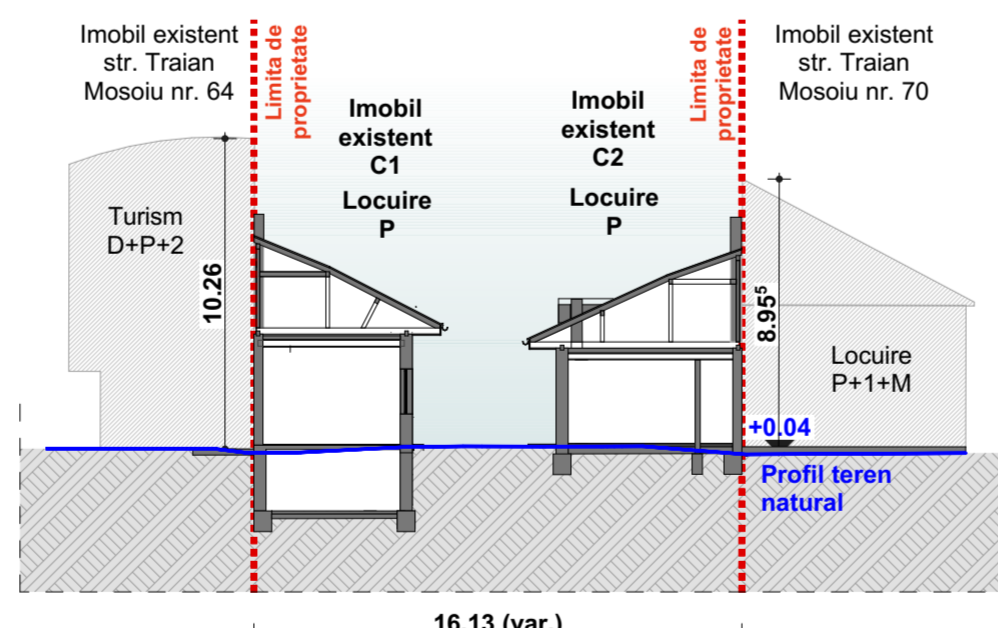 Imobil existent
str. Traian
Mosoiu nr. 64
Limita de
proprietate
Imobil
existent
C1
Locuire
P
Imobil
existent
C2
Locuire
P
Limita de
proprietate
Imobil existent
str. Traian
Mosoiu nr. 70
Turism
D+P+2
10.26
8.95⁵
Locuire
P+1+M
+0.04
Profil teren
natural
16.13 (var.)